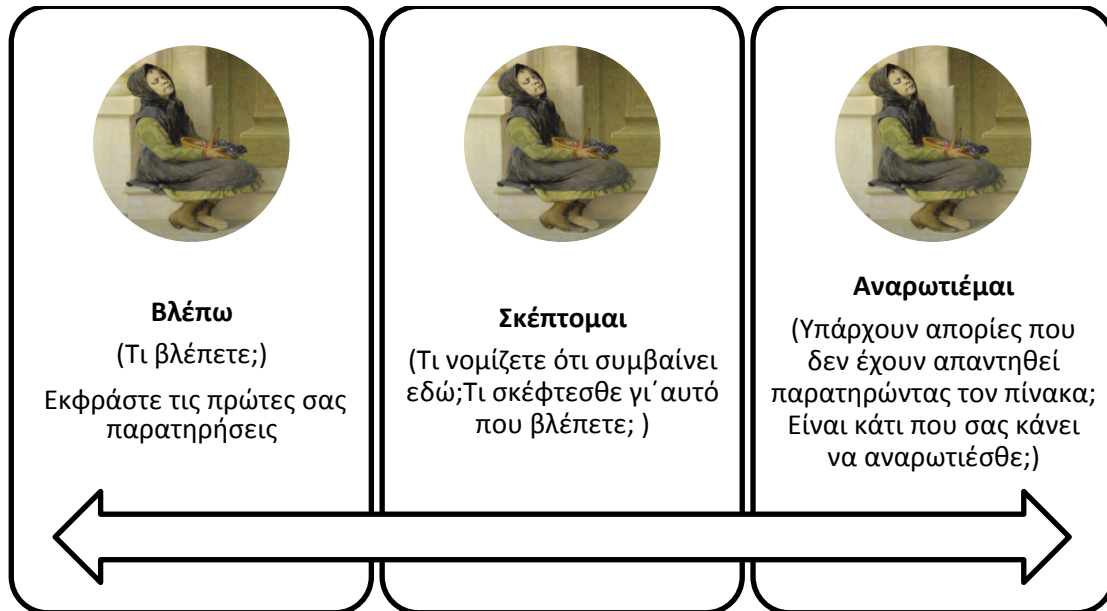 Βλέπω
(Τι βλέπετε;)
Εκφράστε τις πρώτες σας
παρατηρήσεις
Σκέπτομαι
(Τι νομίζετε ότι συμβαίνει
εδώ;Τι σκέφτεσθε γι΄αυτό
που βλέπετε; )
Αναρωτιέμαι
(Υπάρχουν απορίες που
δεν έχουν απαντηθεί
παρατηρώντας τον πίνακα;
Είναι κάτι που σας κάνει
να αναρωτιέσθε;)